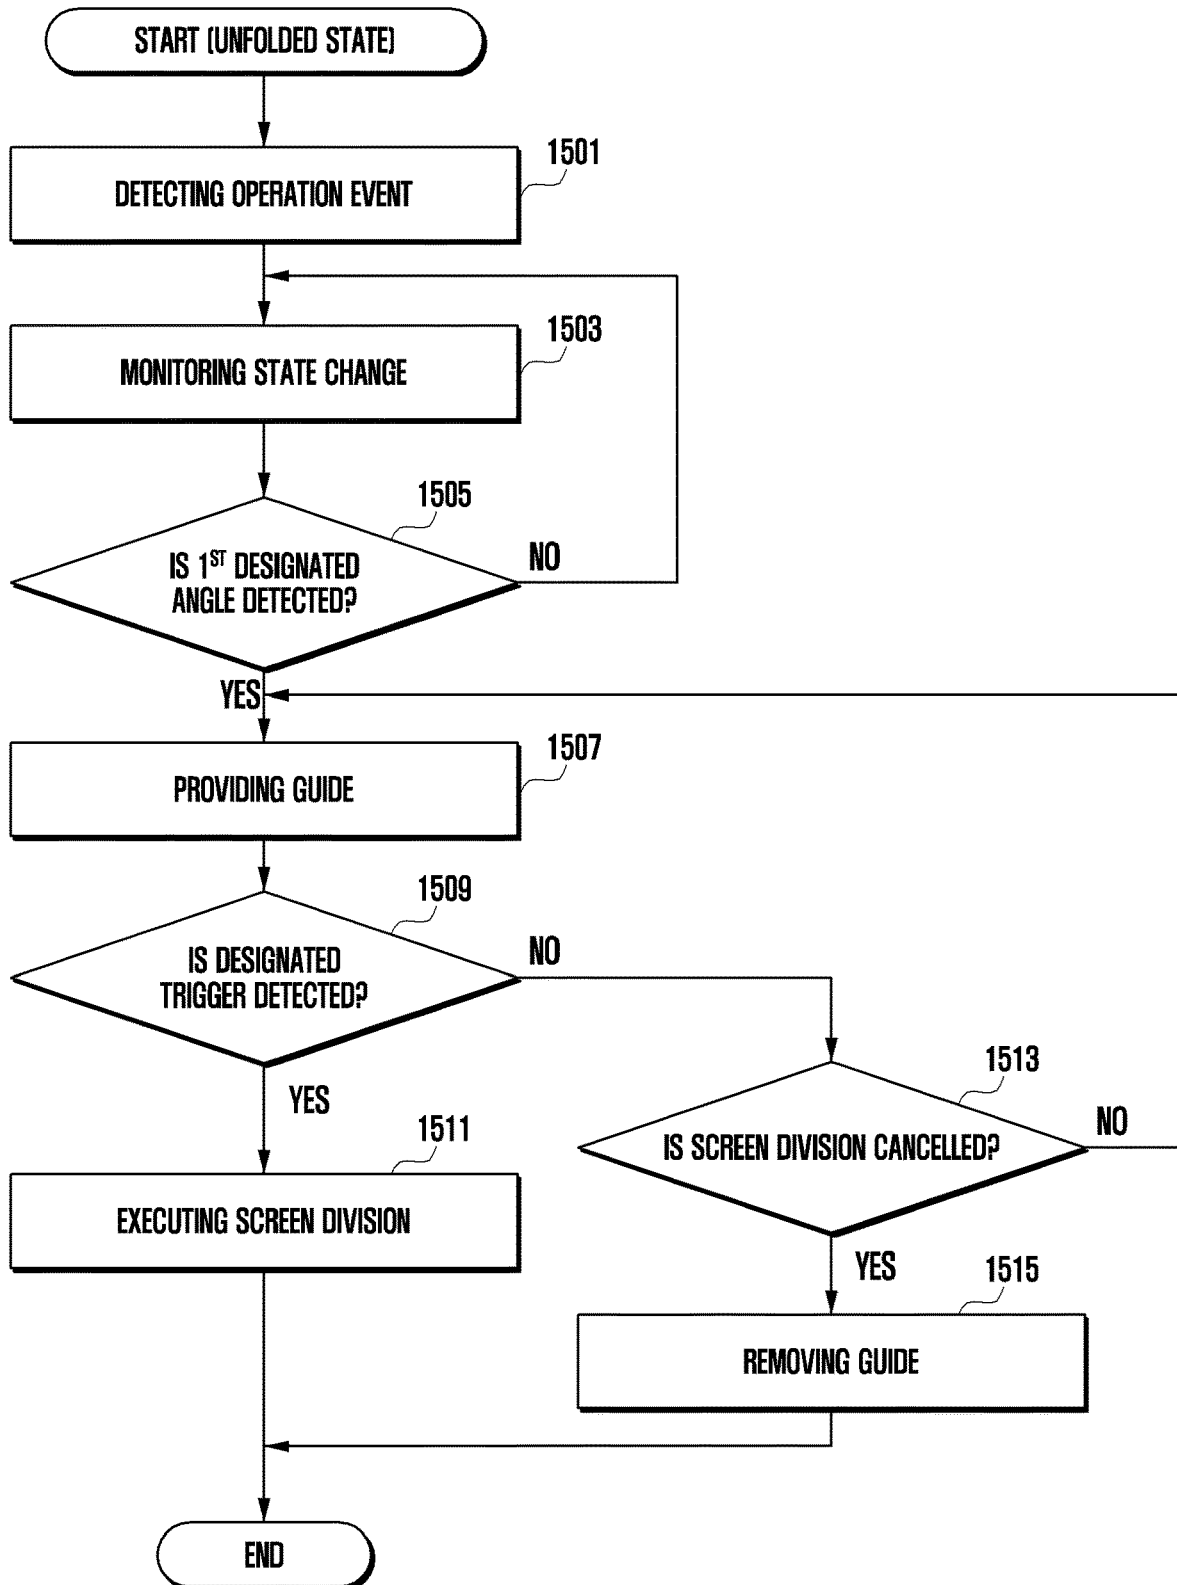 START (UNFOLDED STATE)
1501
DETECTING OPERATION EVENT
1503
MONITORING STATE CHANGE
1505
IS 1ST DESIGNATED
ANGLE DETECTED?
NO
YES
1507
PROVIDING GUIDE
1509
IS DESIGNATED
TRIGGER DETECTED?
NO
YES
1511
EXECUTING SCREEN DIVISION
1513
IS SCREEN DIVISION CANCELLED?
NO
YES
1515
REMOVING GUIDE
END